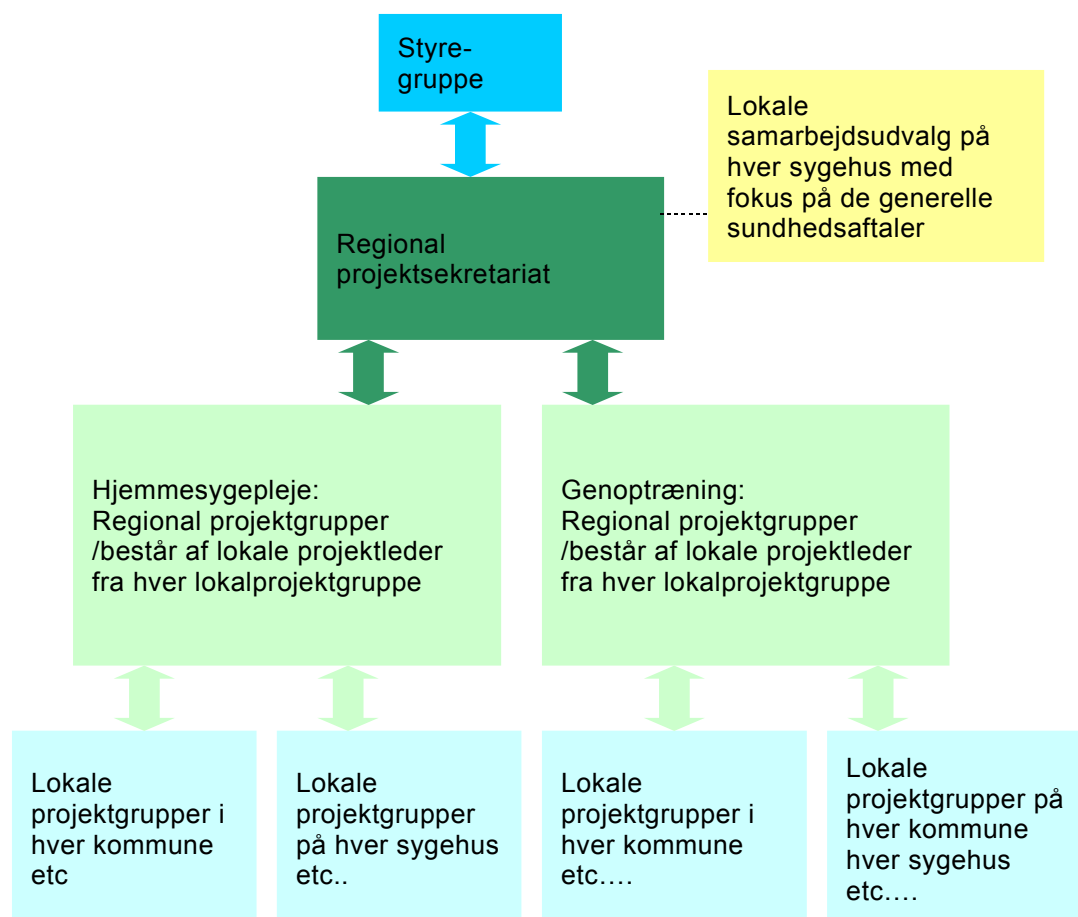 Styre-
gruppe
Lokale
samarbejdsudvalg på
hver sygehus med
fokus på de generelle
sundhedsaftaler
Regional
projektsekretariat
Hjemmesygepleje:
Regional projektgrupper
/består af lokale projektleder
fra hver lokalprojektgruppe
Genoptræning:
Regional projektgrupper
/består af lokale projektleder
fra hver lokalprojektgruppe
Lokale
projektgrupper i
hver kommune
etc
Lokale
projektgrupper
på hver sygehus
etc..
Lokale
projektgrupper i
hver kommune
etc….
Lokale
projektgrupper på
hver kommune
hver sygehus
etc….